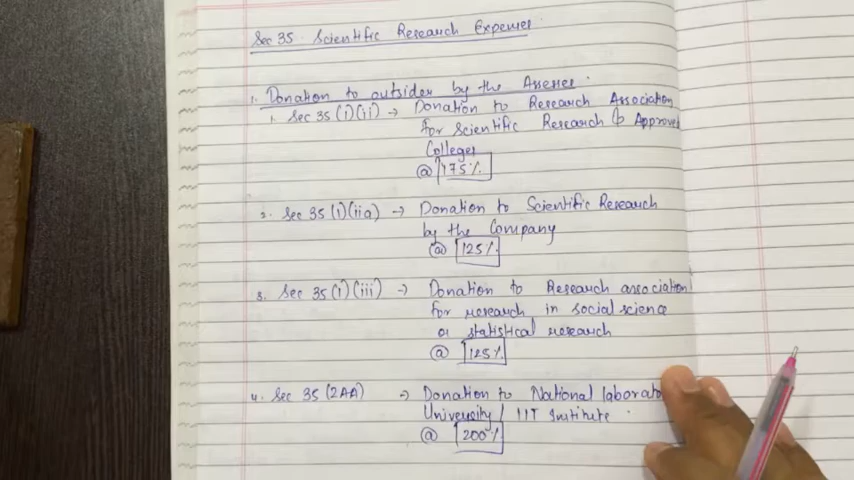 Sec 35. Scientific Research Expenses
1. Donation to outsider by the Assessee.
1. Sec 35 (1)(ii) → Donation to Research Association
for Scientific Research & Approved
Colleges
@ 175%.
2. Sec 35 (1)(iia) → Donation to Scientific Research
by the Company
@ 125%.
3. Sec 35(1)(iii) → Donation to Research association
for research in social science
or statistical research
@ 125%
4. Sec 35 (2AA) → Donation to National laborato
University / IIT Institute.
@ 200%